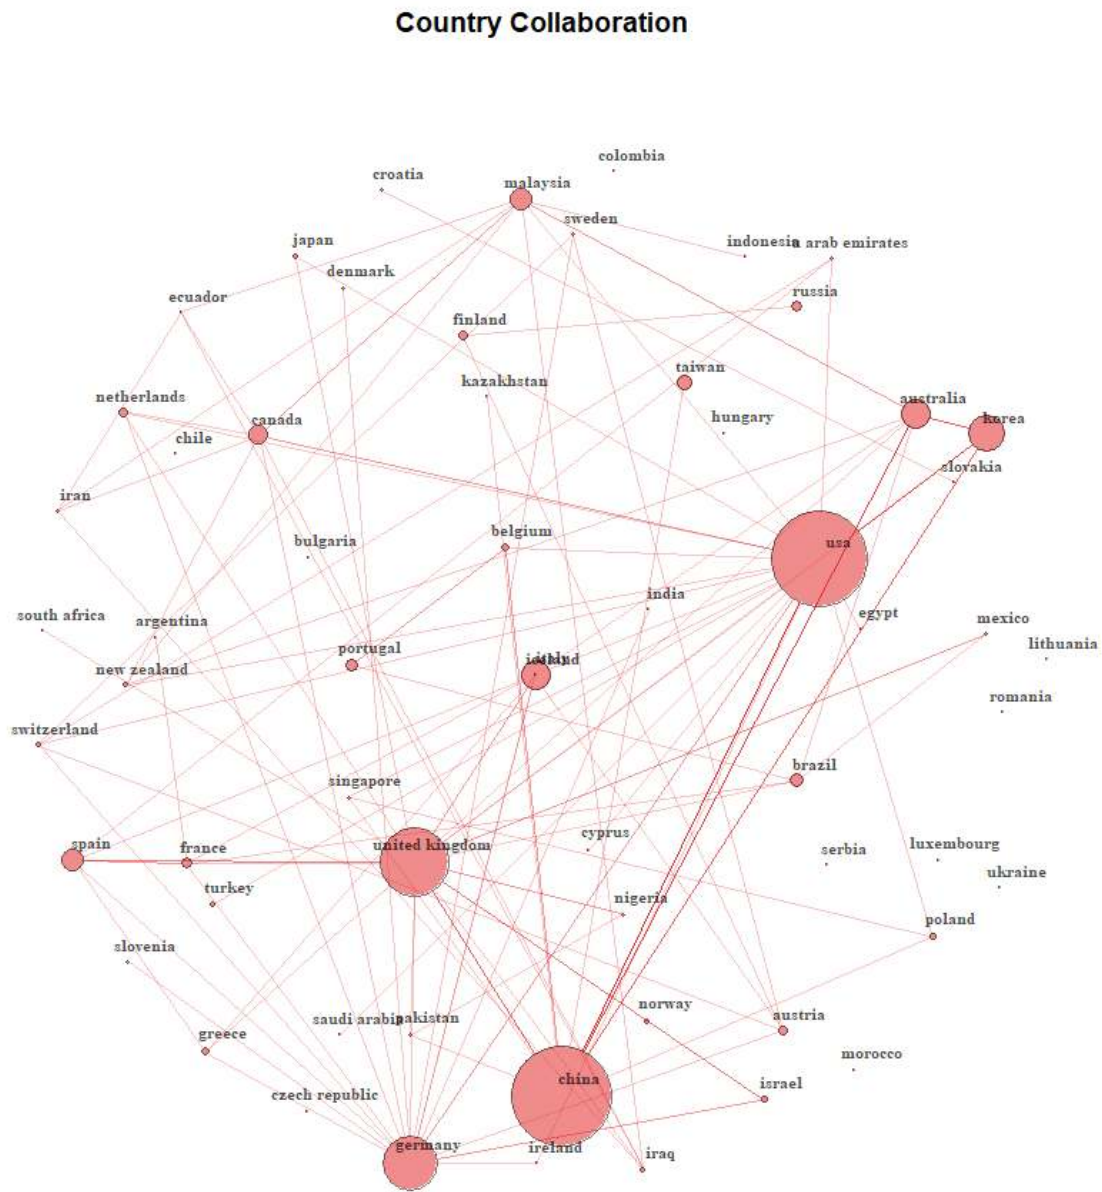 Country Collaboration
colombia
croatia
malaysia
sweden
japan
indonesia
arab emirates
denmark
russia
ecuador
finland
taiwan
kazakhstan
netherlands
australia
canada
hungary
korea
chile
slovakia
iran
belgium
usa
bulgaria
india
south africa
argentina
egypt
mexico
portugal
lithuania
new zealand
romania
switzerland
brazil
singapore
cyprus
spain
united kingdom
france
serbia
luxembourg
turkey
ukraine
nigeria
poland
slovenia
norway
austria
saudi arabia
pakistan
greece
morocco
china
israel
czech republic
germany
ireland
iraq